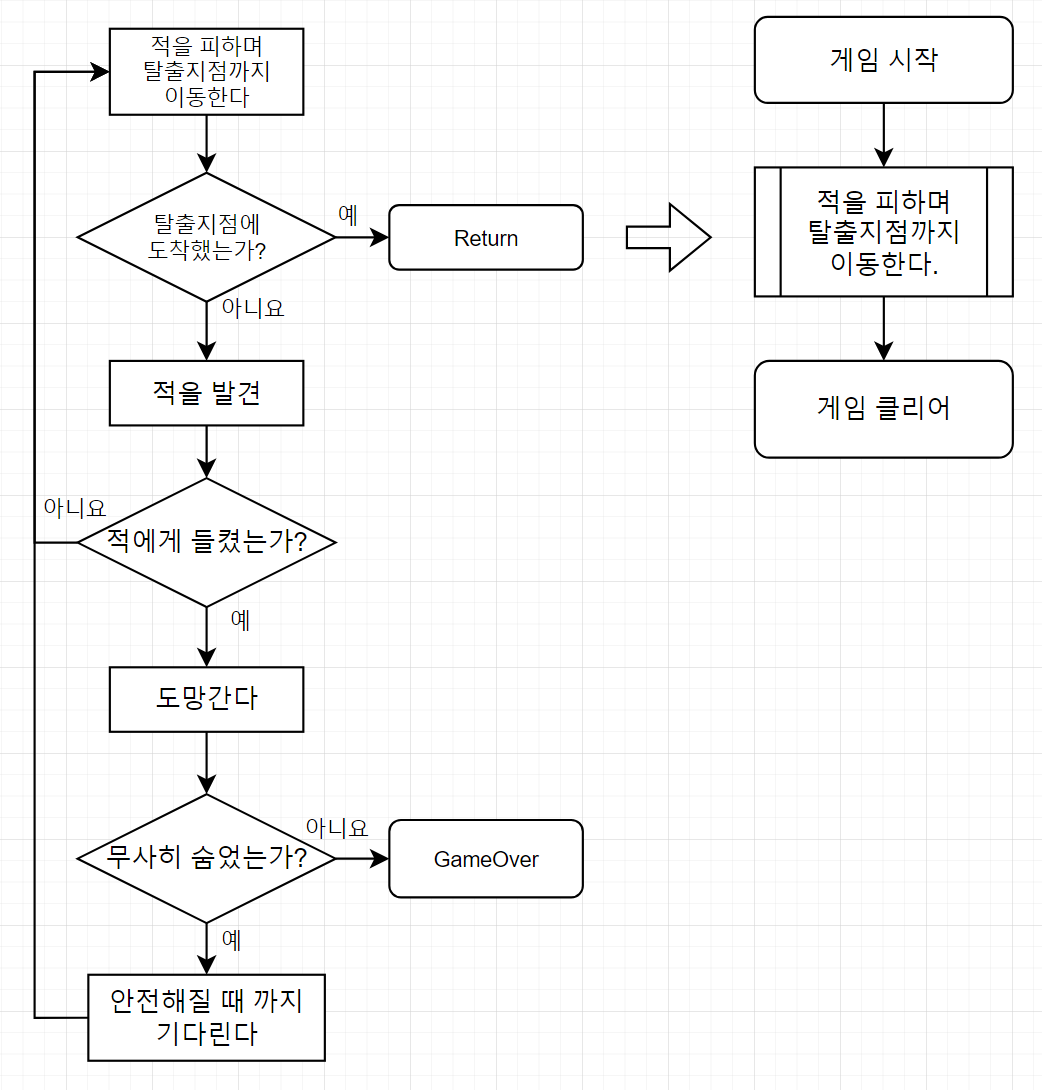 적을 피하며
탈출지점까지
이동한다
탈출지점에
도착했는가?
예
Return
아니요
적을 발견
아니요
적에게 들켰는가?
예
도망간다
무사히 숨었는가?
아니요
GameOver
예
안전해질 때 까지
기다린다
게임 시작
적을 피하며
탈출지점까지
이동한다.
게임 클리어